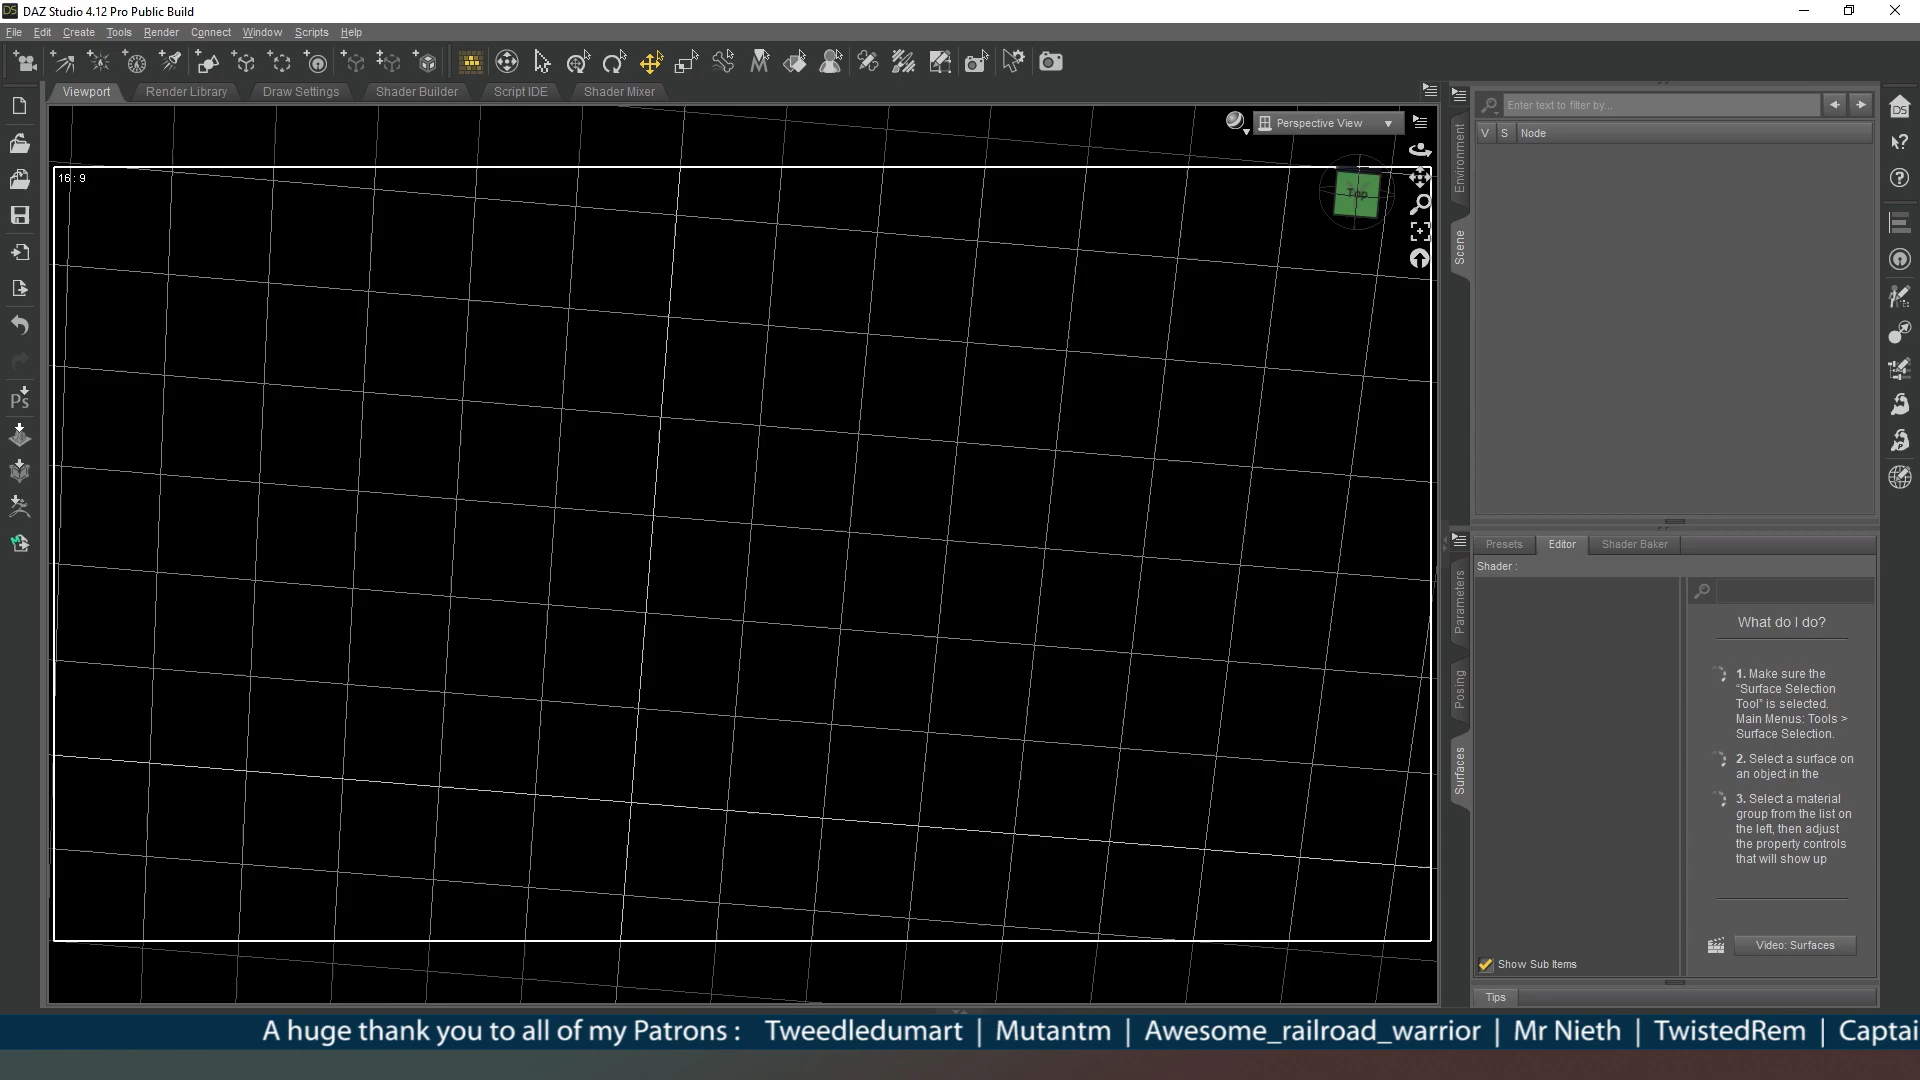 DAZ Studio 4.12 Pro Public Build
File Edit Create Tools Render Connect Window Scripts Help
Viewport Render Library Draw Settings Shader Builder Script IDE Shader Mixer
16 : 9
Perspective View
Top
Enter text to filter by...
V S Node
Environment
Scene
Ps
Presets Editor Shader Baker
Shader :
Parameters
Posing
Surfaces
What do I do?
1. Make sure the
"Surface Selection
Tool" is selected.
Main Menus: Tools >
Surface Selection.
2. Select a surface on
an object in the
3. Select a material
group from the list on
the left, then adjust
the property controls
that will show up
Video: Surfaces
Show Sub Items
Tips
A huge thank you to all of my Patrons : Tweedledumart | Mutantm | Awesome_railroad_warrior | Mr Nieth | TwistedRem | Captai